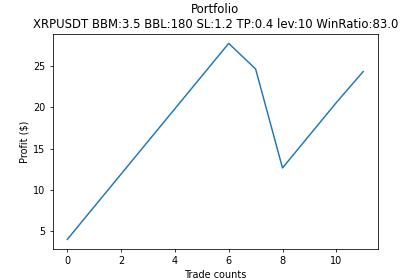 Portfolio
XRPUSDT BBM:3.5 BBL:180 SL:1.2 TP:0.4 lev:10 WinRatio:83.0
Profit ($)
25
20
15
10
5
0 2 4 6 8 10
Trade counts